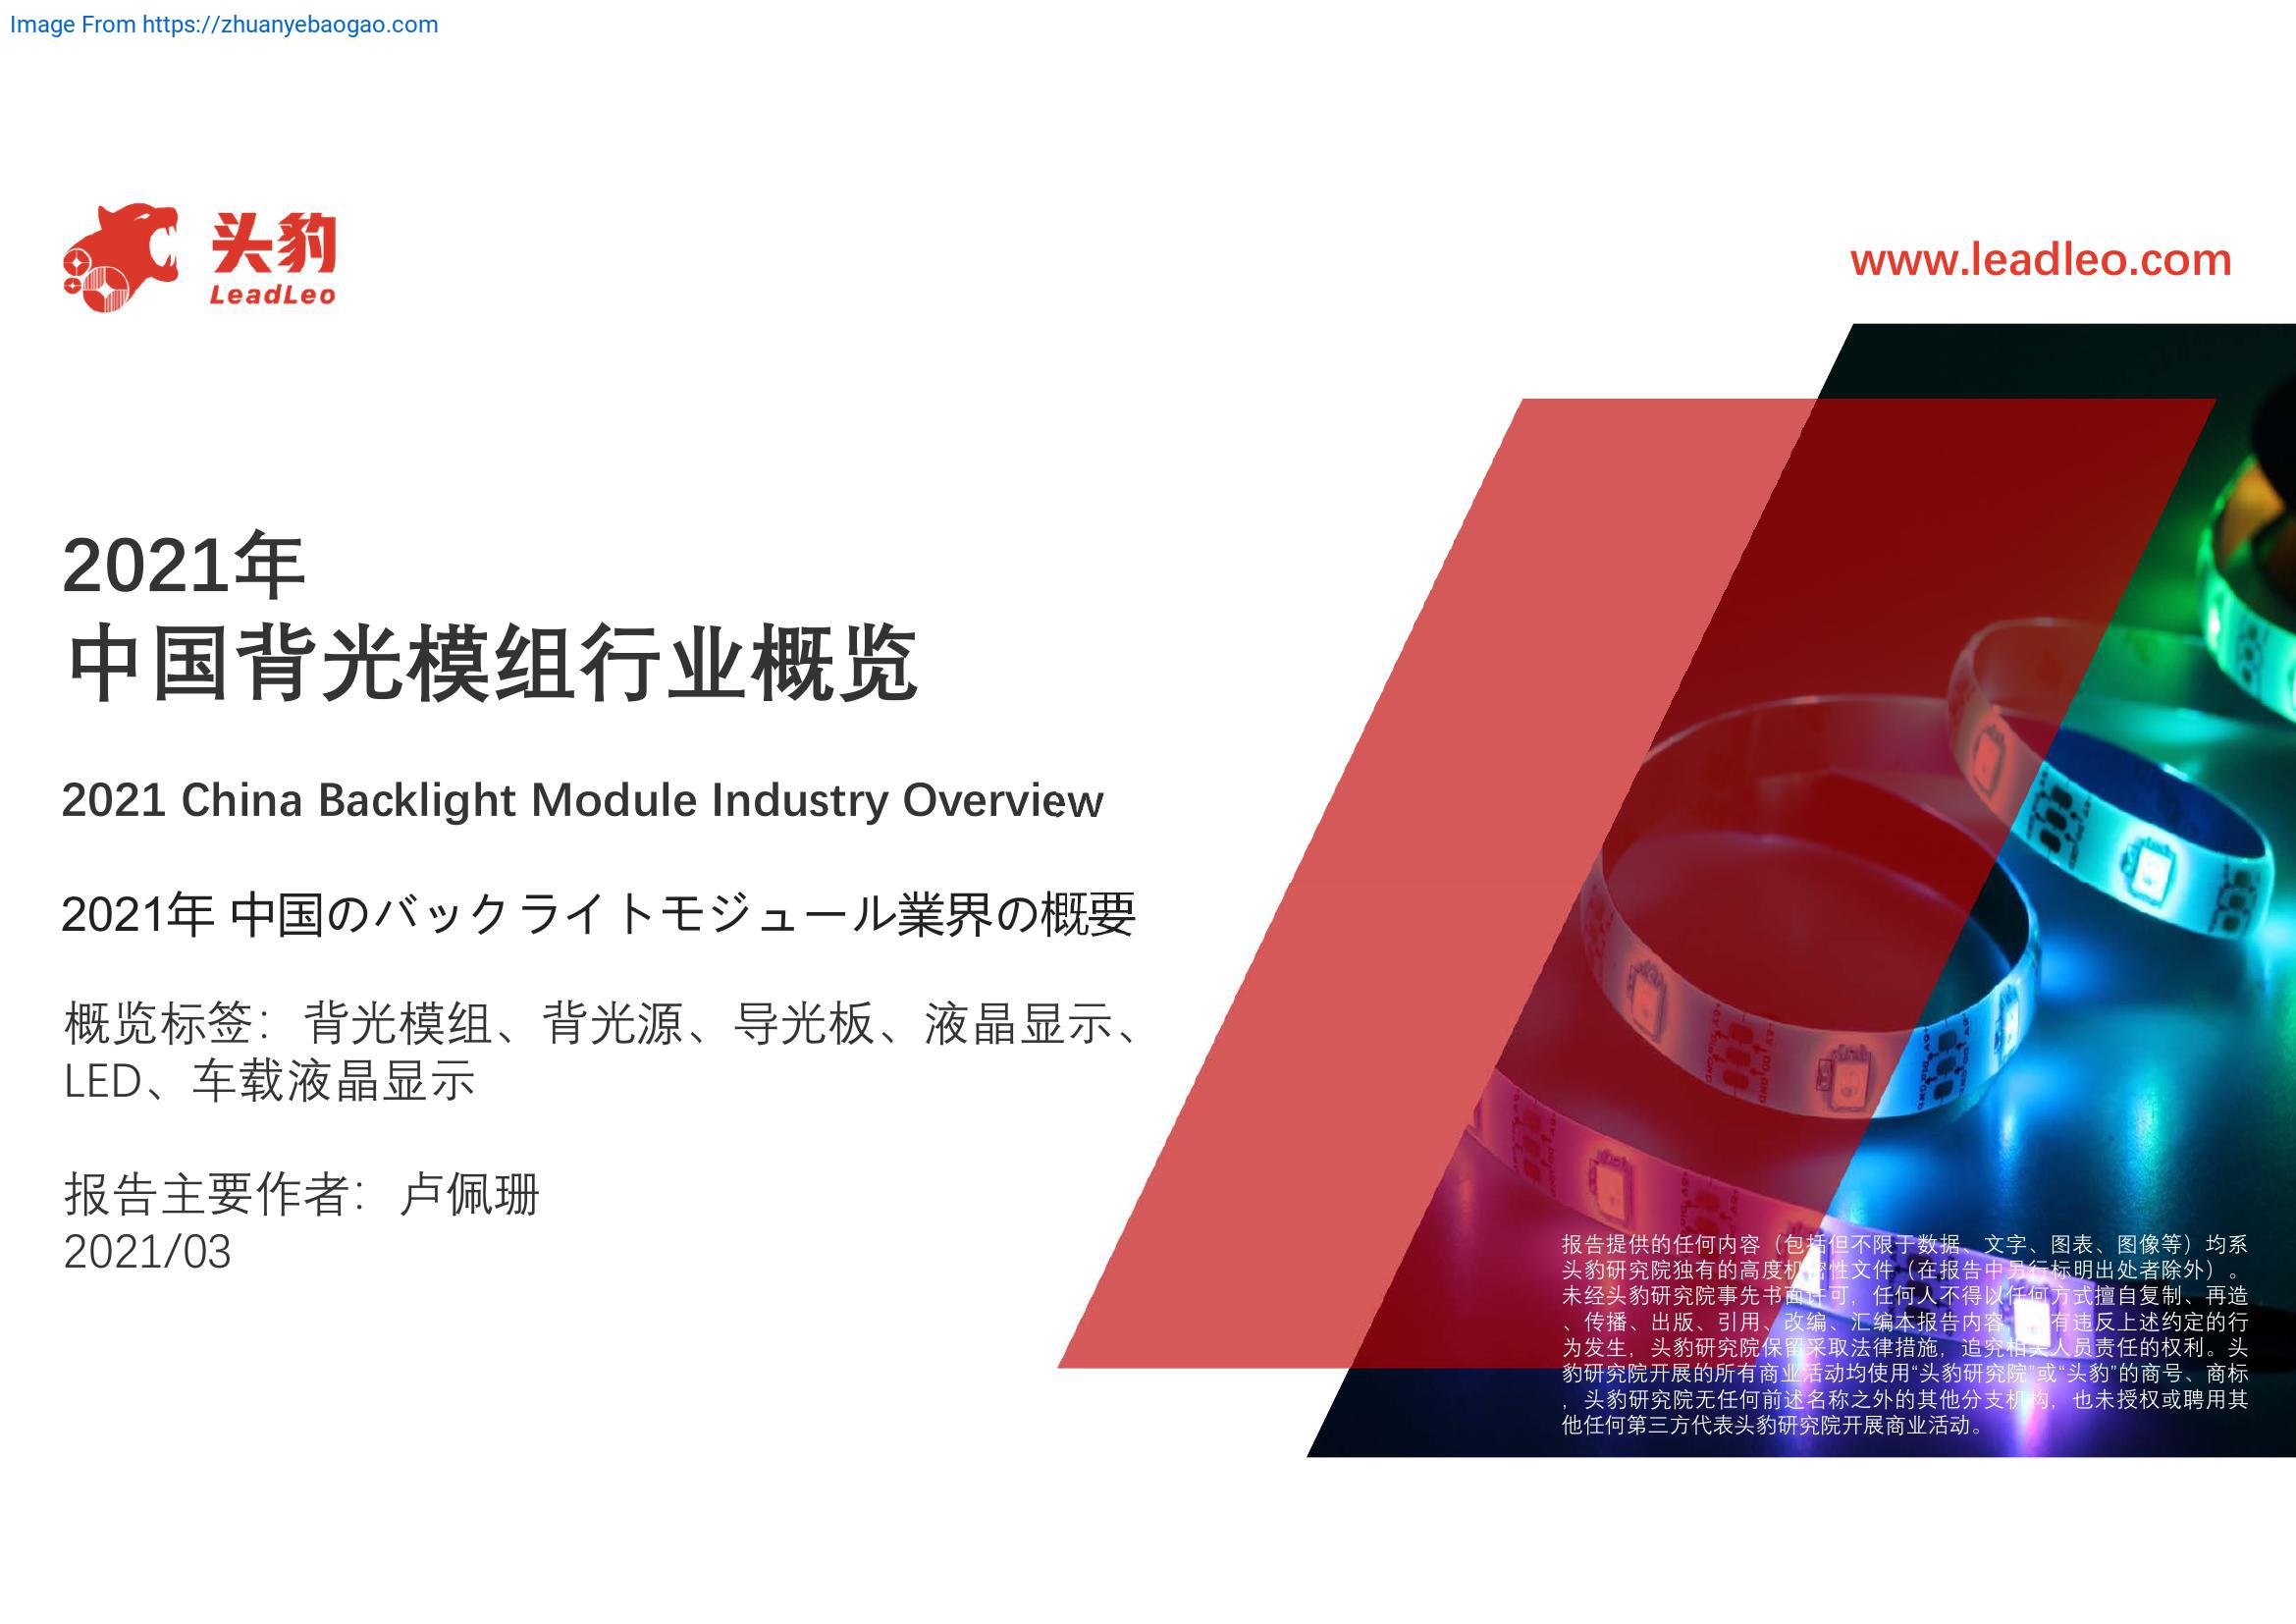 Image From https://zhuanyebaogao.com
头豹
LeadLeo
www.leadleo.com
2021年
中国背光模组行业概览
2021 China Backlight Module Industry Overview
2021年 中国のバックライトモジュール業界の概要
概览标签：背光模组、背光源、导光板、液晶显示、
LED、车载液晶显示
报告主要作者：卢佩珊
2021/03
报告提供的任何内容（包括但不限于数据、文字、图表、图像等）均系
头豹研究院独有的高度机密性文件（在报告中另行标明出处者除外）。
未经头豹研究院事先书面许可，任何人不得以任何方式擅自复制、再造
、传播、出版、引用、改编、汇编本报告内容，有违反上述约定的行
为发生，头豹研究院保留采取法律措施，追究相关人员责任的权利。头
豹研究院开展的所有商业活动均使用“头豹研究院”或“头豹”的商号、商标
，头豹研究院无任何前述名称之外的其他分支机构，也未授权或聘用其
他任何第三方代表头豹研究院开展商业活动。